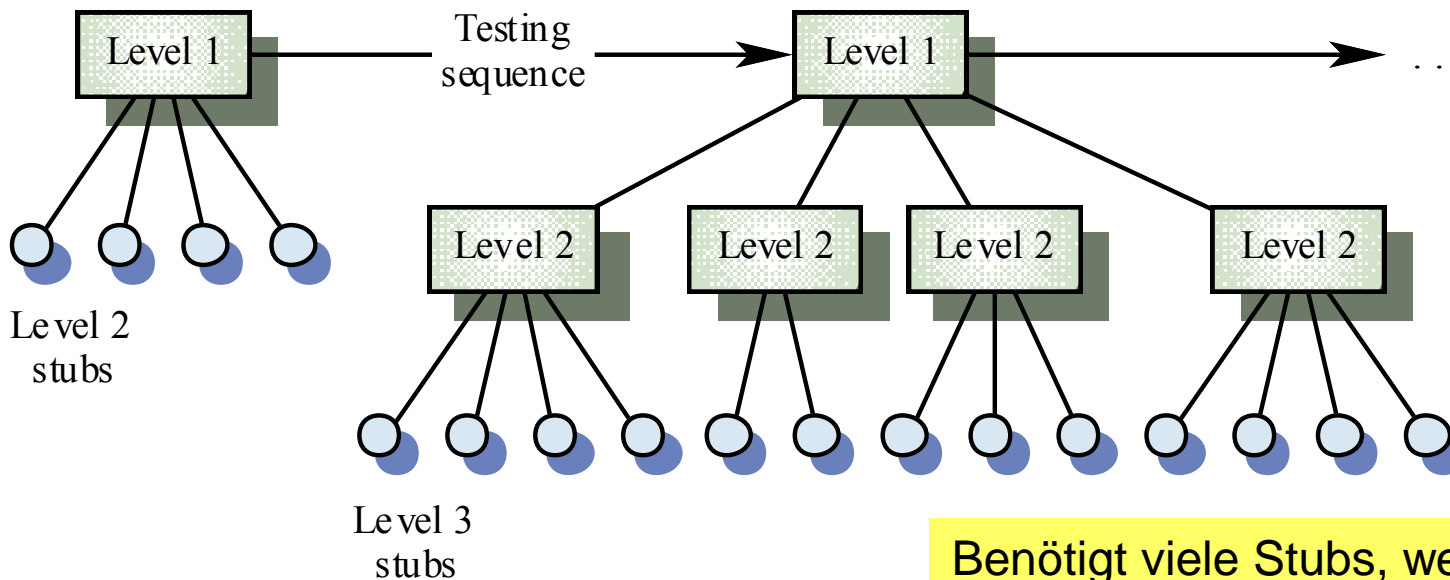 Level 1
Testing
sequence
Level 1
. .
Level 2
Level 2
Level 2
Level 2
Level 2
stubs
Level 3
stubs
Benötigt viele Stubs, we